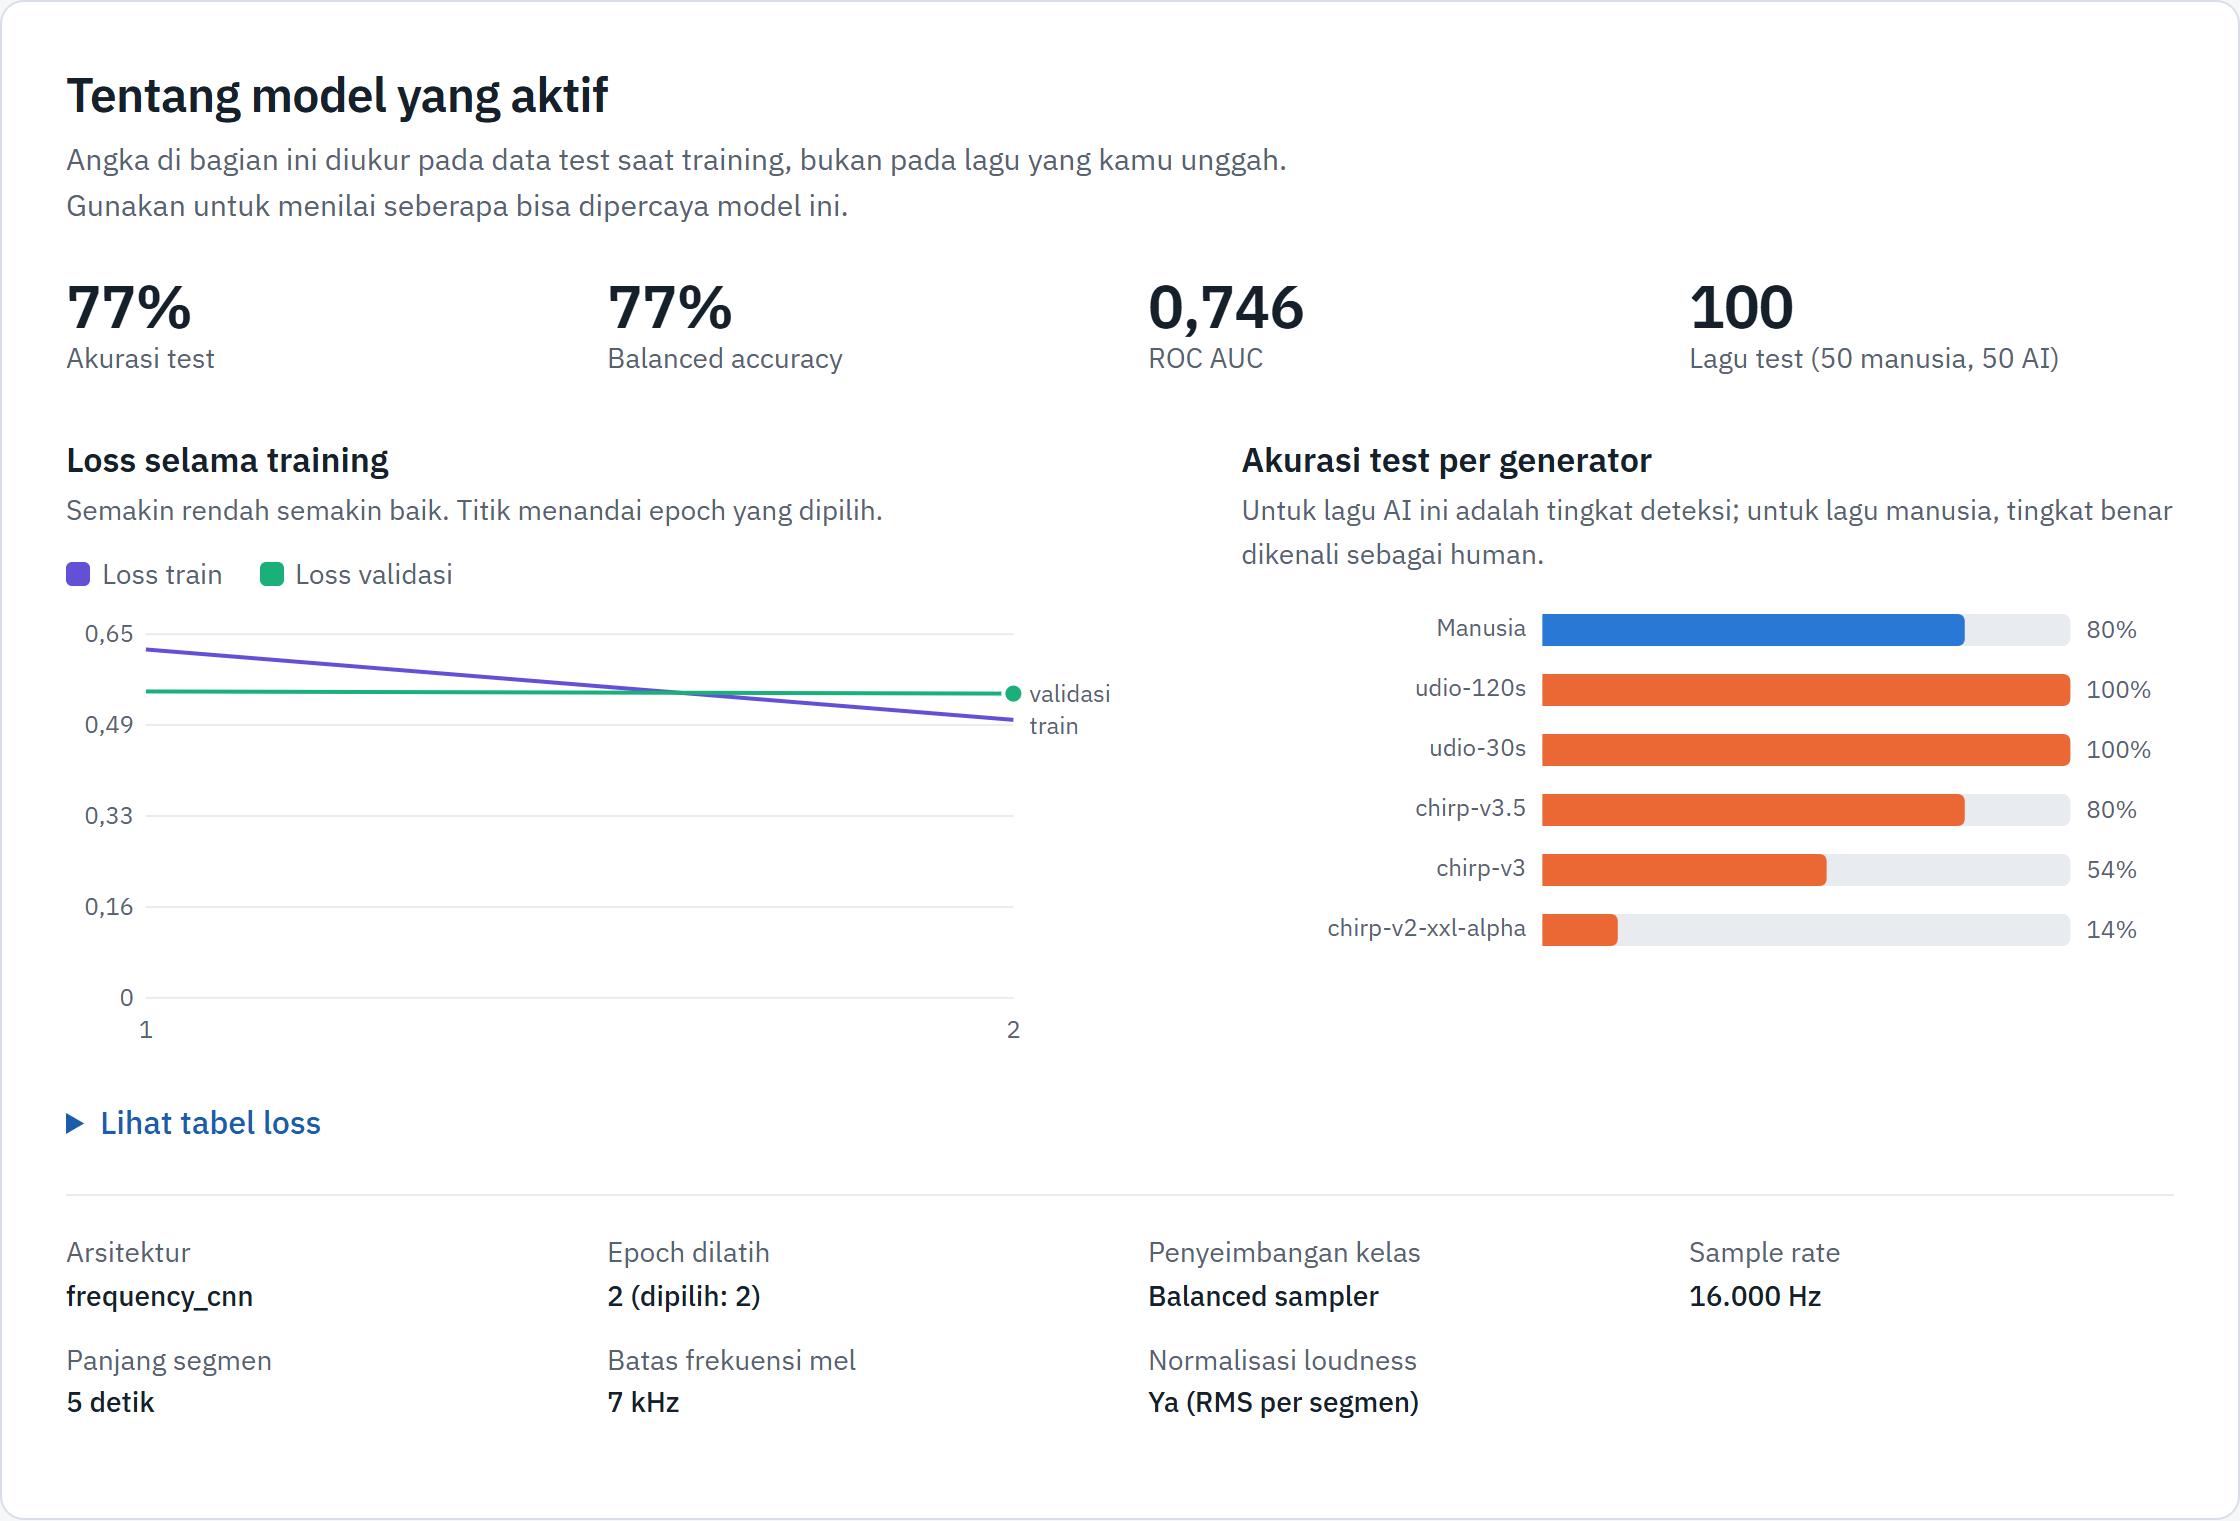 Tentang model yang aktif
Angka di bagian ini diukur pada data test saat training, bukan pada lagu yang kamu unggah.
Gunakan untuk menilai seberapa bisa dipercaya model ini.
77%
Akurasi test
77%
Balanced accuracy
0,746
ROC AUC
100
Lagu test (50 manusia, 50 AI)
Loss selama training
Semakin rendah semakin baik. Titik menandai epoch yang dipilih.
Loss train
Loss validasi
0,65
0,49
0,33
0,16
0
1
2
validasi
train
Akurasi test per generator
Untuk lagu AI ini adalah tingkat deteksi; untuk lagu manusia, tingkat benar
dikenali sebagai human.
Manusia 80%
udio-120s 100%
udio-30s 100%
chirp-v3.5 80%
chirp-v3 54%
chirp-v2-xxl-alpha 14%
Lihat tabel loss
Arsitektur
frequency_cnn
Epoch dilatih
2 (dipilih: 2)
Penyeimbangan kelas
Balanced sampler
Sample rate
16.000 Hz
Panjang segmen
5 detik
Batas frekuensi mel
7 kHz
Normalisasi loudness
Ya (RMS per segmen)